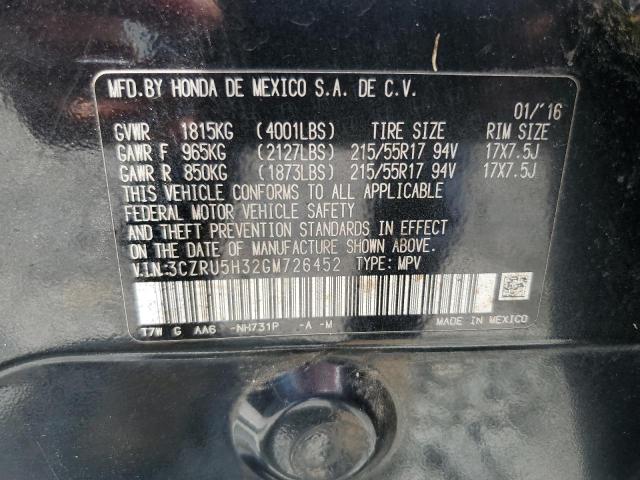 MFD.BY HONDA DE MEXICO S.A. DE C.V.
01/'16
GVWR 1815KG (4001LBS) TIRE SIZE RIM SIZE
GAWR F 965KG (2127LBS) 215/55R17 94V 17X7.5J
GAWR R 850KG (1873LBS) 215/55R17 94V 17X7.5J
THIS VEHICLE CONFORMS TO ALL APPLICABLE
FEDERAL MOTOR VEHICLE SAFETY
AND THEFT PREVENTION STANDARDS IN EFFECT
ON THE DATE OF MANUFACTURE SHOWN ABOVE.
V.I.N.:3CZRU5H32GM726452 TYPE: MPV
T7W G AA6 -NH731P -A -M
MADE IN MEXICO